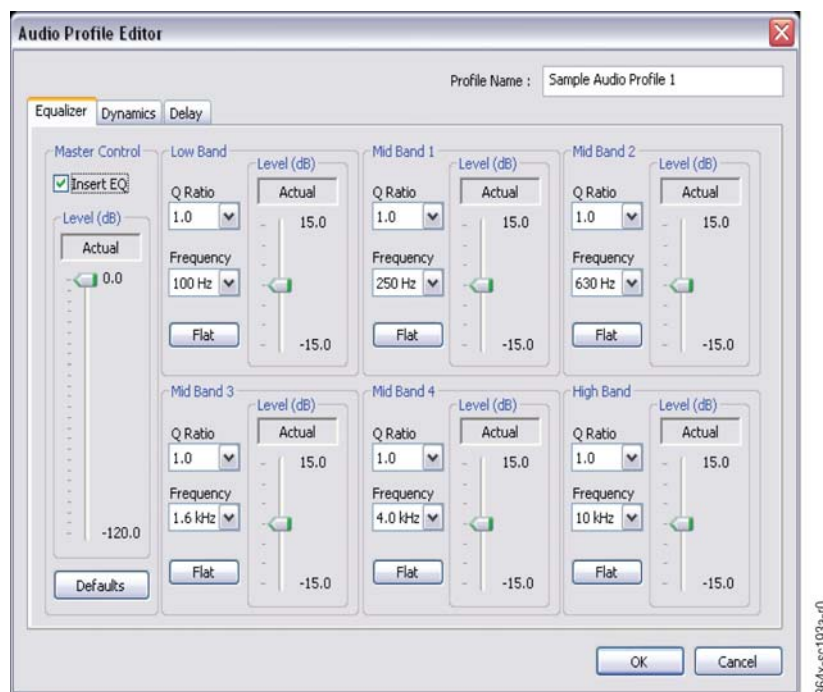 Audio Profile Editor
Profile Name : Sample Audio Profile 1
Equalizer Dynamics Delay
Master Control
Insert EQ
Level (dB)
Actual
0.0
-120.0
Defaults
Low Band
Q Ratio
1.0
Frequency
100 Hz
Flat
Level (dB)
Actual
15.0
-15.0
Mid Band 1
Q Ratio
1.0
Frequency
250 Hz
Flat
Level (dB)
Actual
15.0
-15.0
Mid Band 2
Q Ratio
1.0
Frequency
630 Hz
Flat
Level (dB)
Actual
15.0
-15.0
Mid Band 3
Q Ratio
1.0
Frequency
1.6 kHz
Flat
Level (dB)
Actual
15.0
-15.0
Mid Band 4
Q Ratio
1.0
Frequency
4.0 kHz
Flat
Level (dB)
Actual
15.0
-15.0
High Band
Q Ratio
1.0
Frequency
10 kHz
Flat
Level (dB)
Actual
15.0
-15.0
OK Cancel